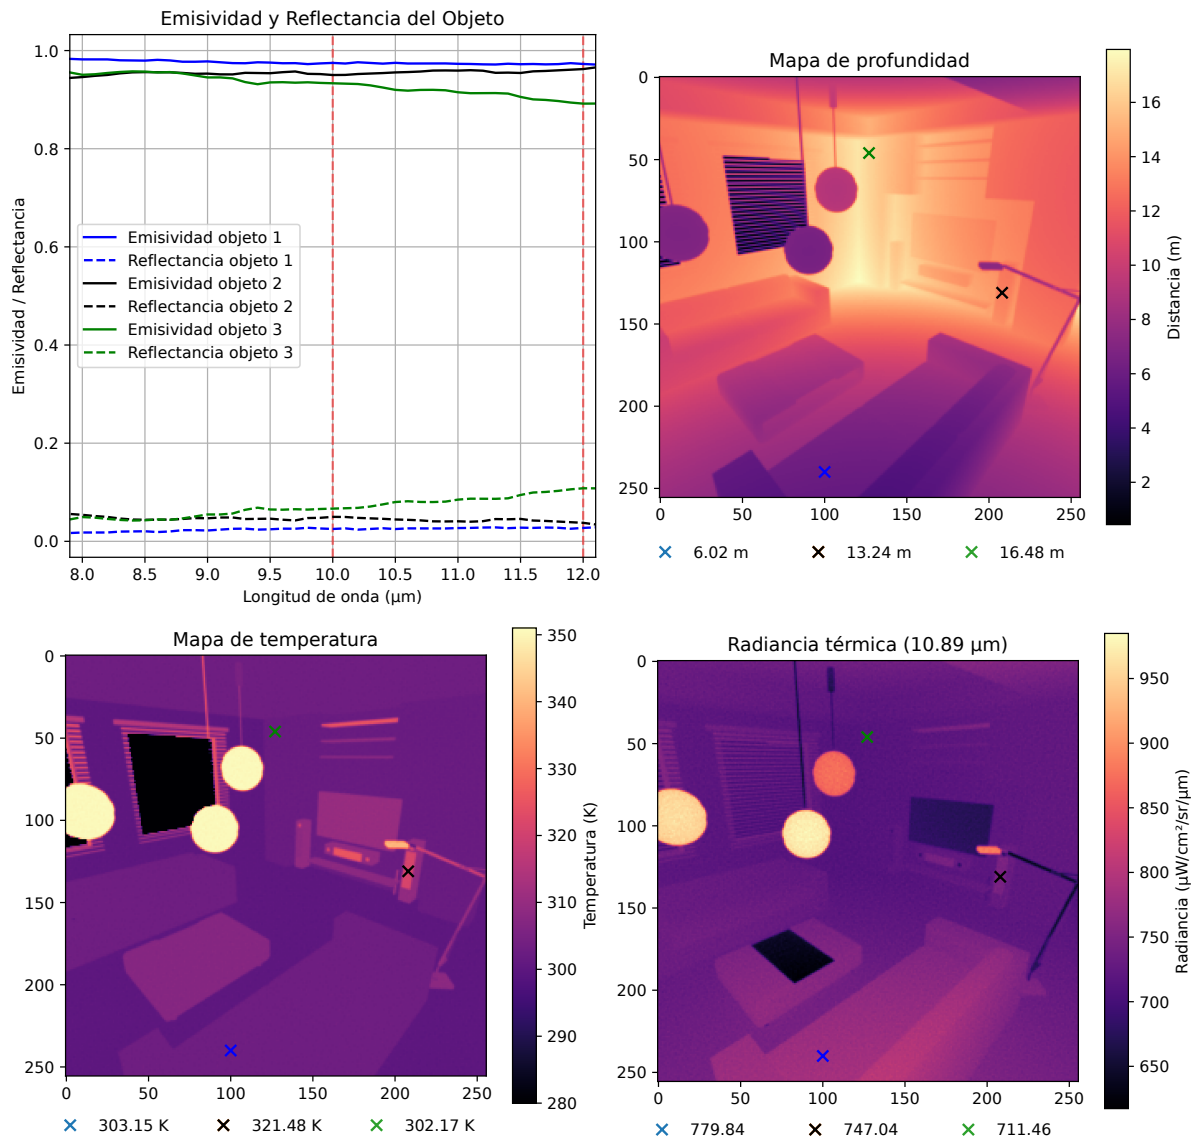 Emisividad y Reflectancia del Objeto
Emisividad / Reflectancia
1.0
0.8
0.6
0.4
0.2
0.0
Emisividad objeto 1
Reflectancia objeto 1
Emisividad objeto 2
Reflectancia objeto 2
Emisividad objeto 3
Reflectancia objeto 3
8.0 8.5 9.0 9.5 10.0 10.5 11.0 11.5 12.0
Longitud de onda (µm)
Mapa de profundidad
0
50
100
150
200
250
0 50 100 150 200 250
16
14
12
10
8
6
4
2
Distancia (m)
6.02 m 13.24 m 16.48 m
Mapa de temperatura
0
50
100
150
200
250
0 50 100 150 200 250
350
340
330
320
310
300
290
280
Temperatura (K)
303.15 K 321.48 K 302.17 K
Radiancia térmica (10.89 µm)
0
50
100
150
200
250
0 50 100 150 200 250
950
900
850
800
750
700
650
Radiancia (µW/cm²/sr/µm)
779.84 747.04 711.46